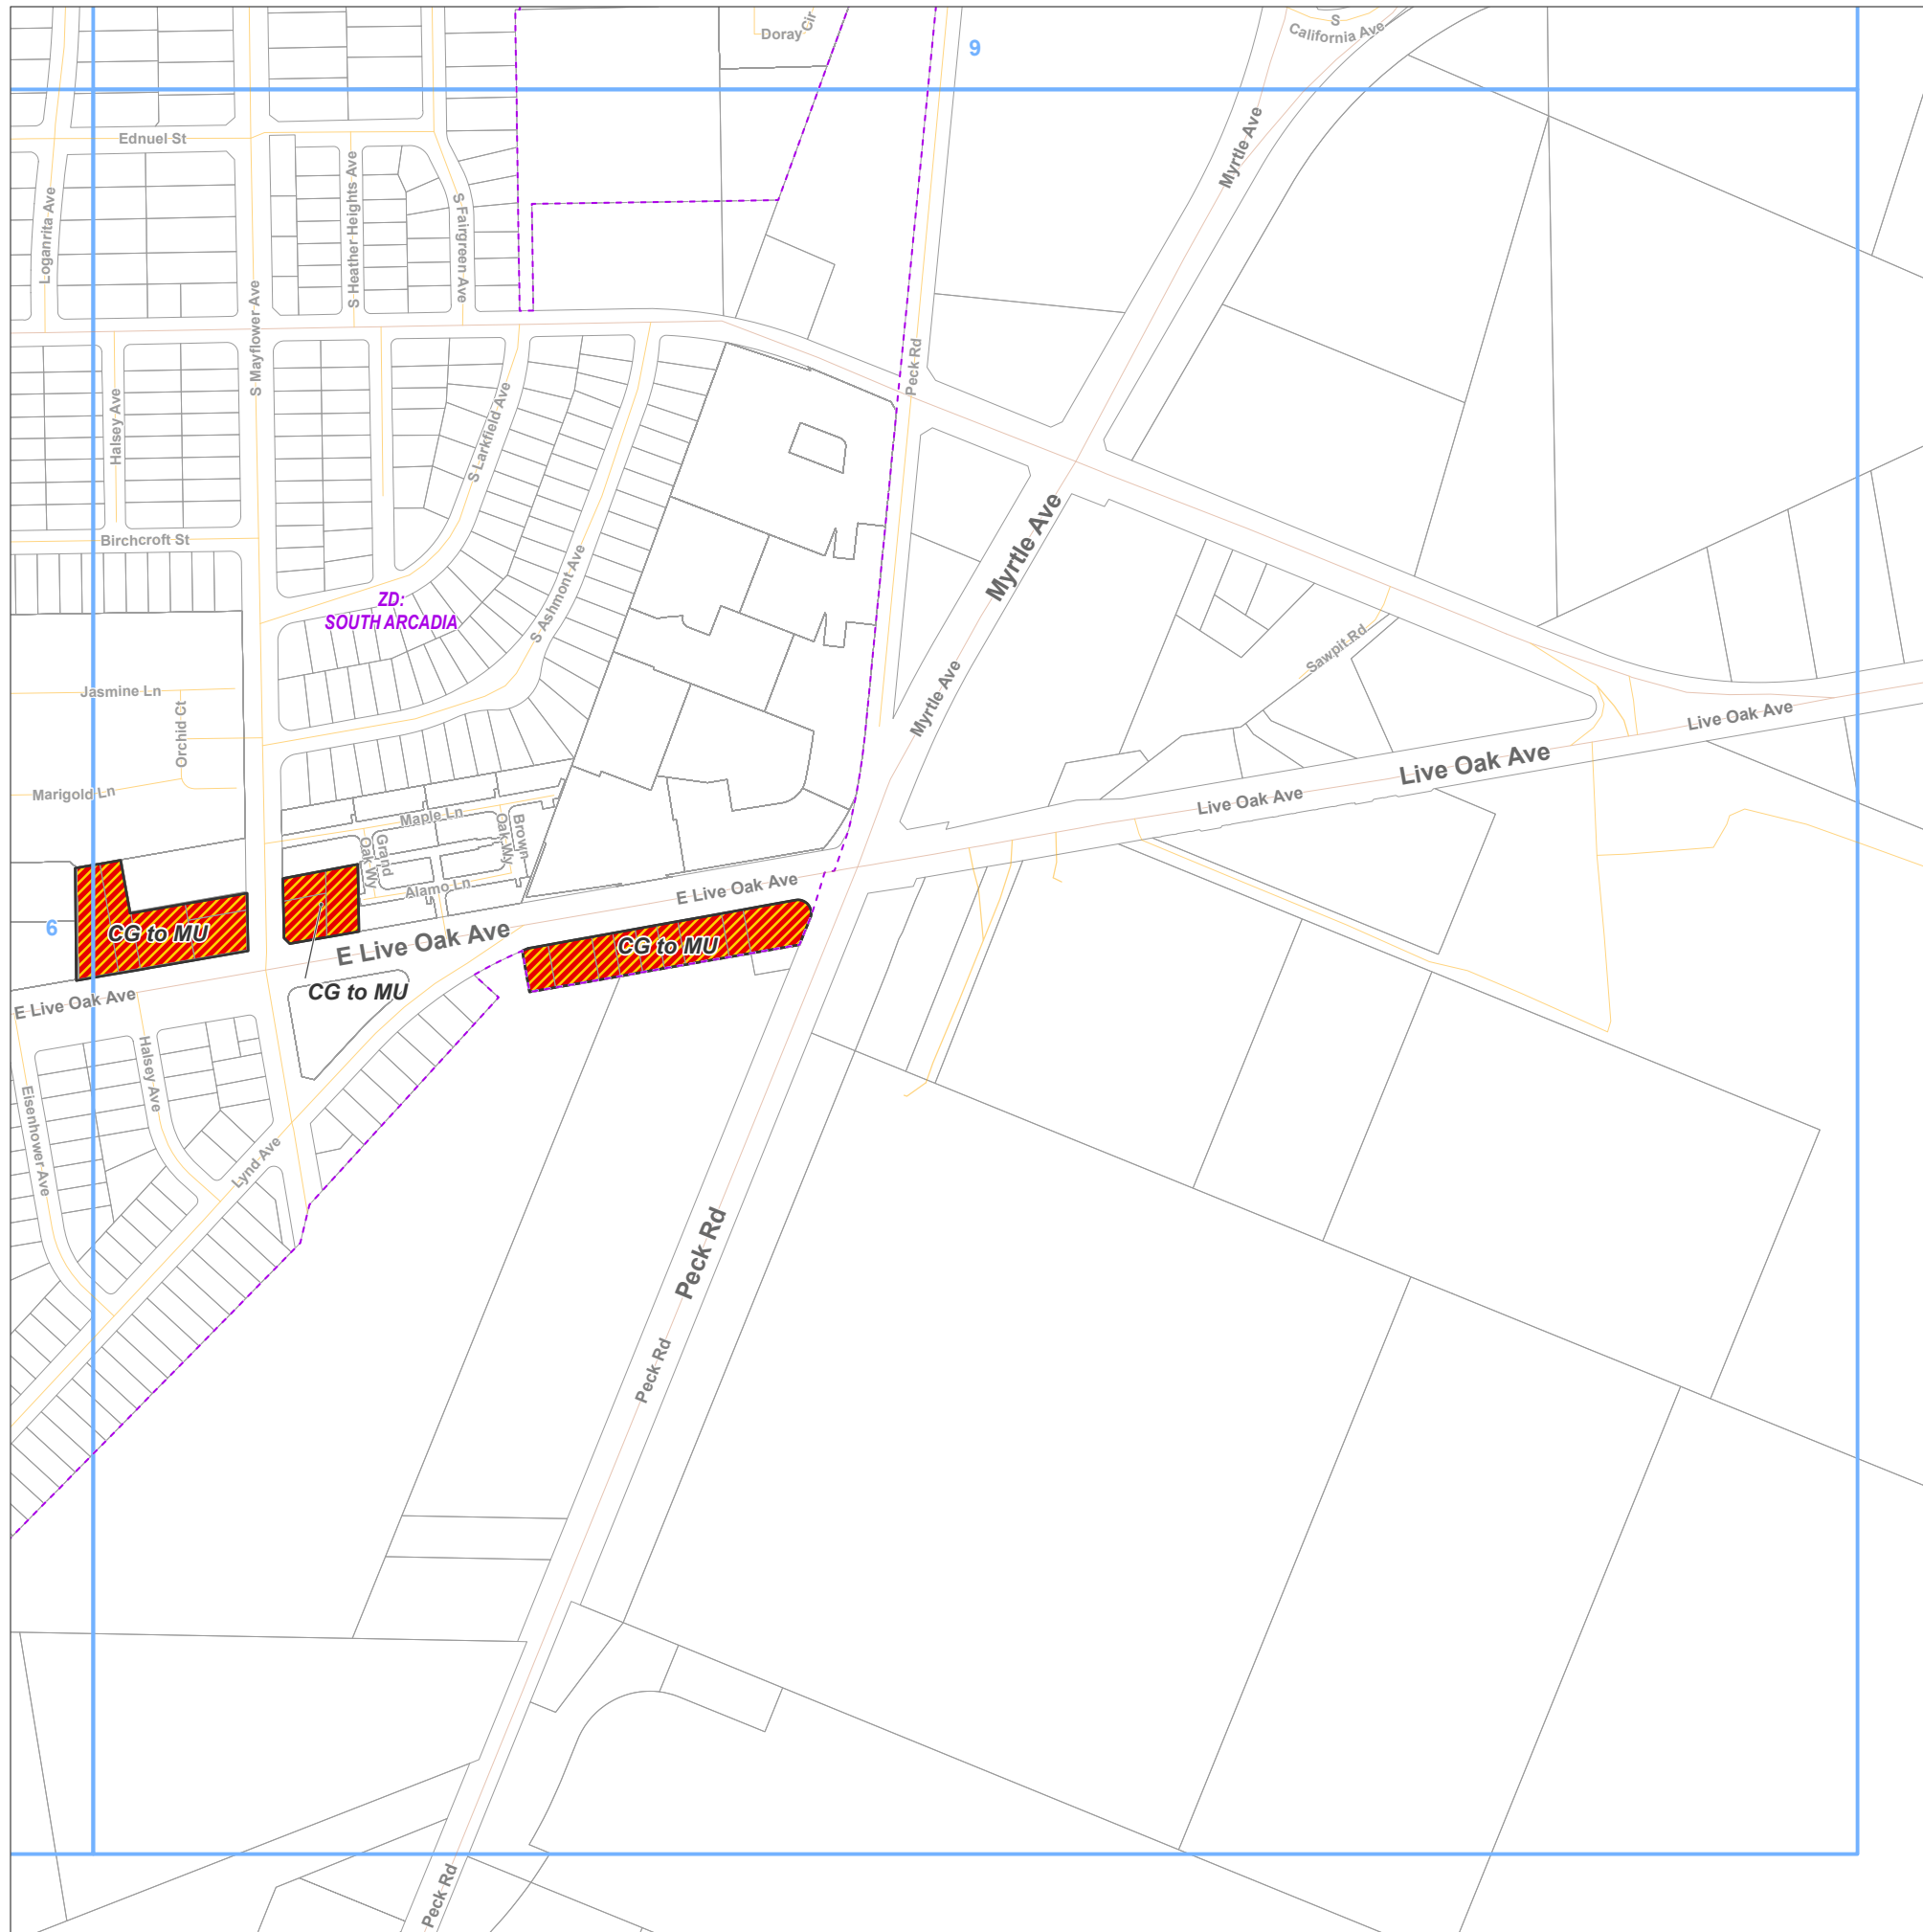 Doray Cir
9
S
California Ave
Ednuel St
Myrtle Ave
Loganrita Ave
S Heather Heights Ave
S Fairgreen Ave
S Mayflower Ave
Peck Rd
Halsey Ave
S Larkfield Ave
Birchcroft St
Myrtle Ave
S Ashmont Ave
ZD:
SOUTH ARCADIA
Sawpit Rd
Jasmine Ln
Orchid Ct
Myrtle Ave
Live Oak Ave
Live Oak Ave
Marigold Ln
Live Oak Ave
Maple Ln
Grand
Oak Wy
Brown
Oak Wy
Alamo Ln
E Live Oak Ave
6
CG to MU
E Live Oak Ave
CG to MU
CG to MU
E Live Oak Ave
Halsey Ave
Eisenhower Ave
Lynd Ave
Peck Rd
Peck Rd
Peck Rd